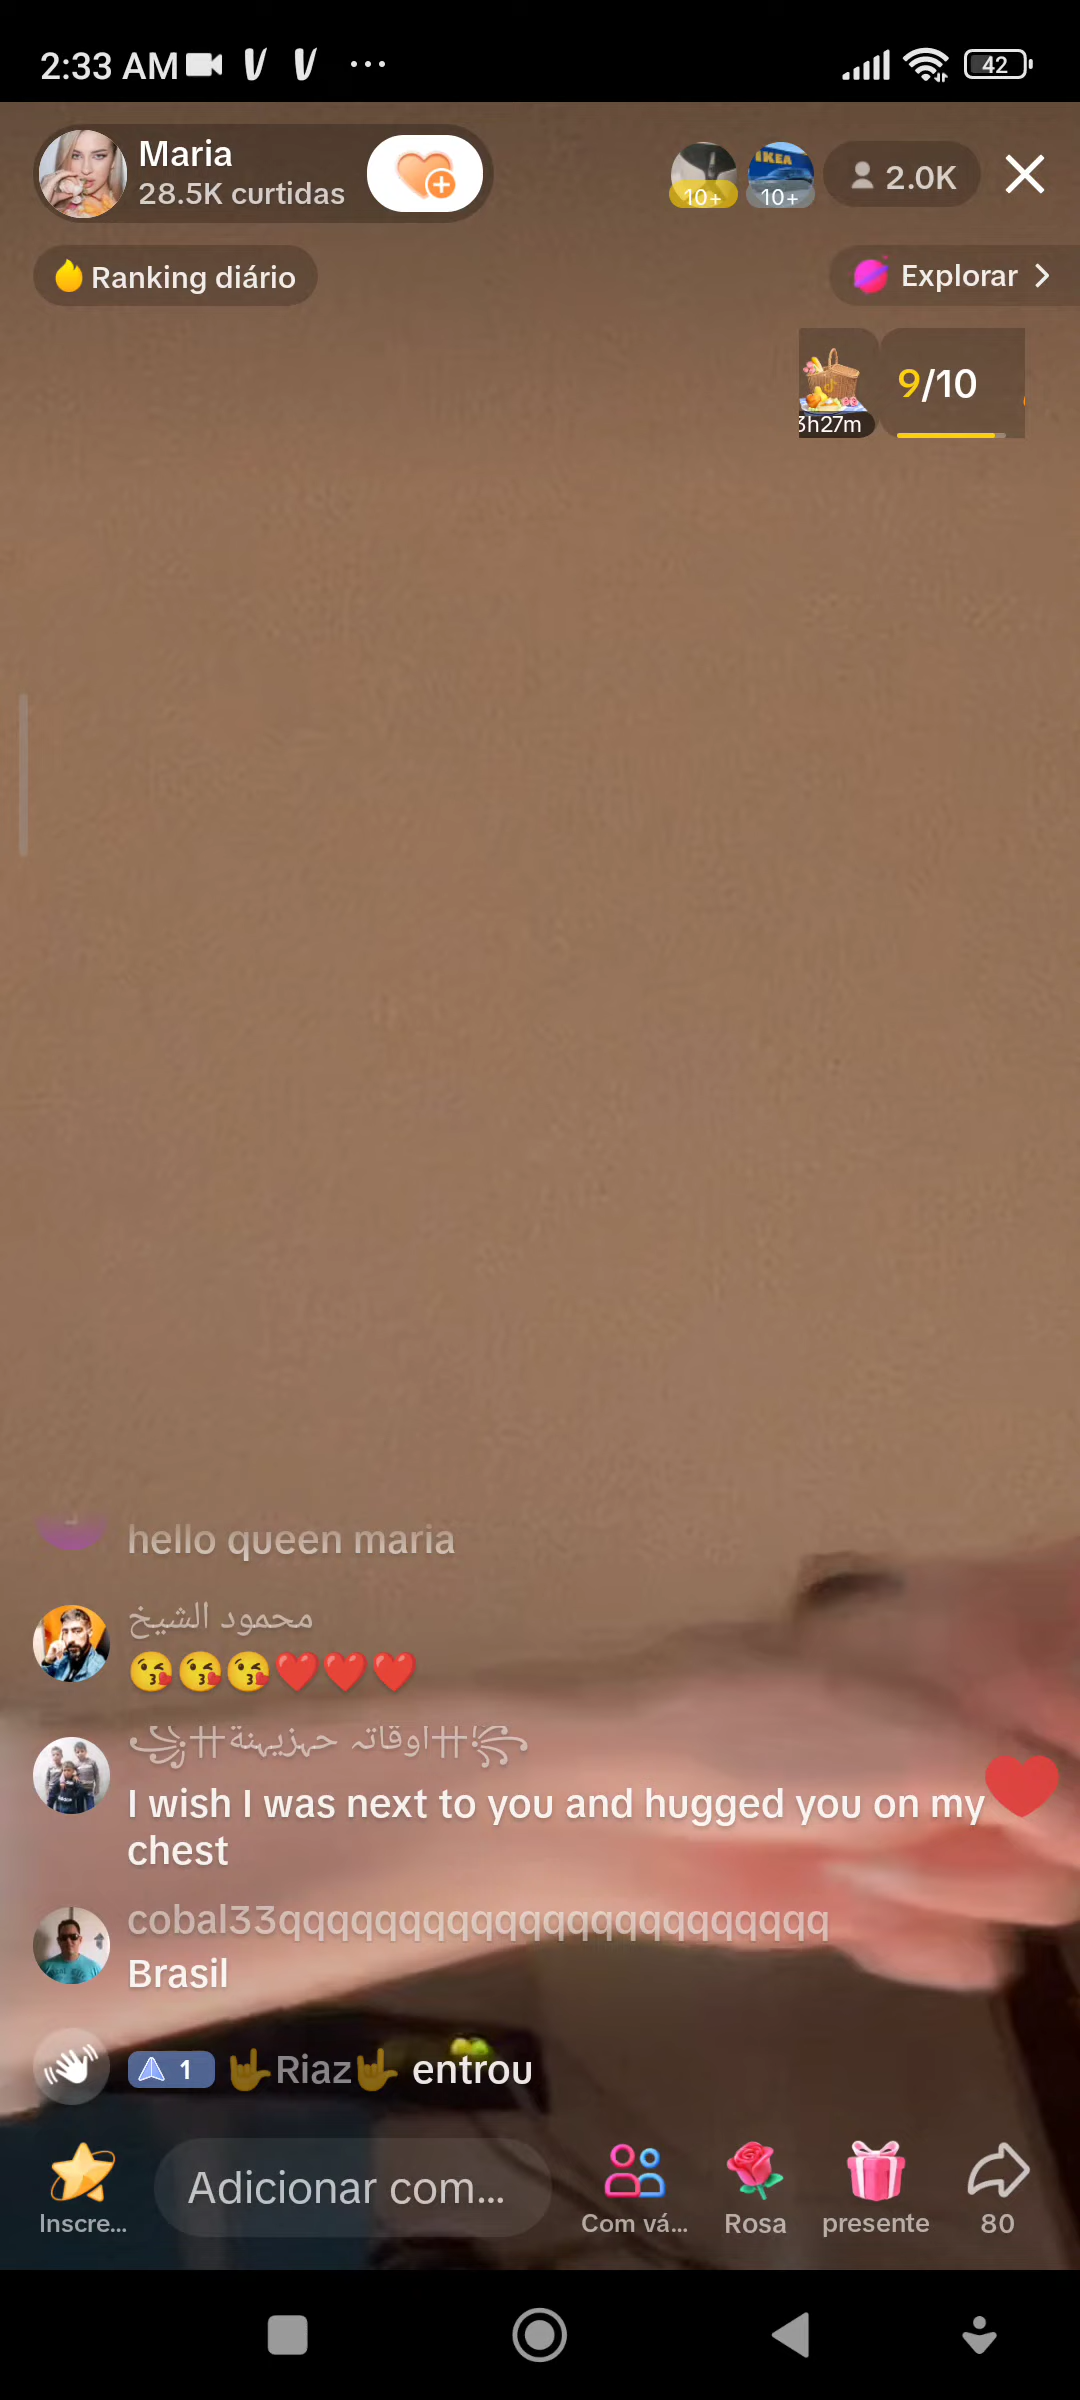 2:33 AM
42
Maria
28.5K curtidas
10+
IKEA
10+
2.0K
Ranking diário
Explorar
3h27m
9/10
hello queen maria
محمود الشيخ
😘😘😘❤️❤️❤️
I wish I was next to you and hugged you on my
chest
cobal33qqqqqqqqqqqqqqqqqqqqqqq
Brasil
1 🤟Riaz🤟 entrou
Inscre...
Adicionar com...
Com vá...
Rosa
presente
80